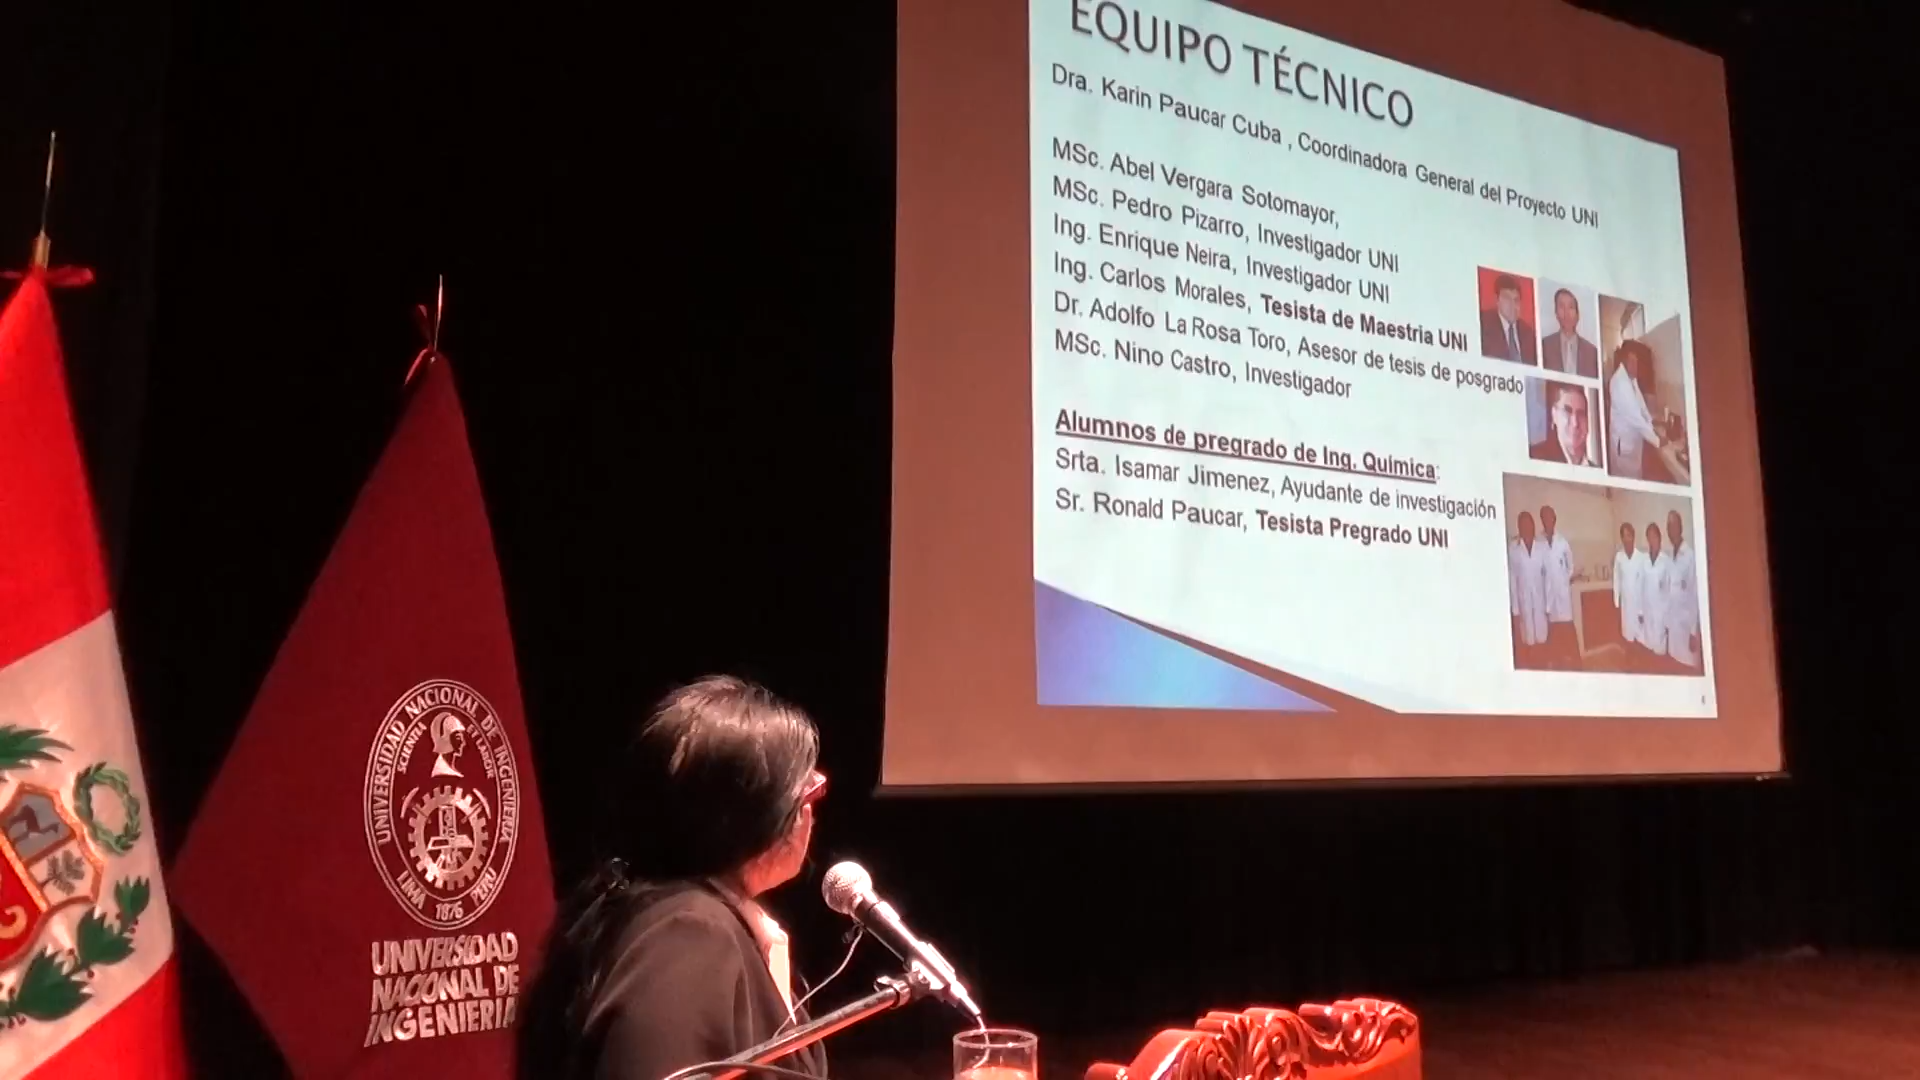 EQUIPO TÉCNICO
Dra. Karin Paucar Cuba , Coordinadora General del Proyecto UNI
MSc. Abel Vergara Sotomayor,
MSc. Pedro Pizarro, Investigador UNI
Ing. Enrique Neira, Investigador UNI
Ing. Carlos Morales, Tesista de Maestria UNI
Dr. Adolfo La Rosa Toro, Asesor de tesis de posgrado
MSc. Nino Castro, Investigador
Alumnos de pregrado de Ing. Química:
Srta. Isamar Jimenez, Ayudante de investigación
Sr. Ronald Paucar, Tesista Pregrado UNI
UNIVERSIDAD NACIONAL DE INGENIERIA
SCIENTIA ET LABOR
LIMA 1876 PERU
UNIVERSIDAD
NACIONAL DE
INGENIERIA